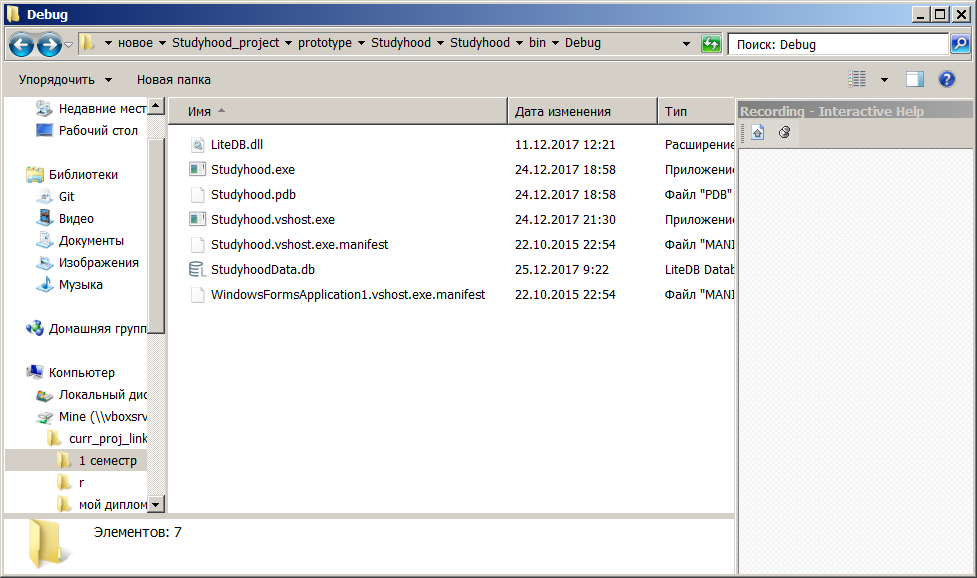 Debug
новое Studyhood_project prototype Studyhood Studyhood bin Debug
Поиск: Debug
Упорядочить Новая папка
Недавние мест
Рабочий стол
Библиотеки
Git
Видео
Документы
Изображения
Музыка
Домашняя групп
Компьютер
Локальный дис
Mine (\\vboxsrv
curr_proj_link
1 семестр
r
мой диплом
Имя Дата изменения Тип
LiteDB.dll 11.12.2017 12:21 Расширение
Studyhood.exe 24.12.2017 18:58 Приложение
Studyhood.pdb 24.12.2017 18:58 Файл "PDB"
Studyhood.vshost.exe 24.12.2017 21:30 Приложение
Studyhood.vshost.exe.manifest 22.10.2015 22:54 Файл "MANI
StudyhoodData.db 25.12.2017 9:22 LiteDB Datab
WindowsFormsApplication1.vshost.exe.manifest 22.10.2015 22:54 Файл "MANI
Recording - Interactive Help
Элементов: 7